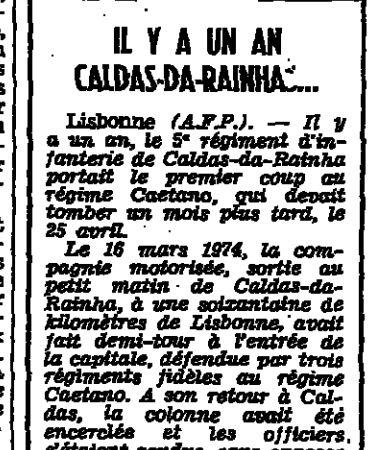 IL Y A UN AN
CALDAS-DA-RAINHA...
Lisbonne (A.F.P.). — Il y
a un an, le 5e régiment d'in-
fanterie de Caldas-da-Rainha
portait le premier coup au
régime Caetano, qui devait
tomber un mois plus tard, le
25 avril.
Le 16 mars 1974, la com-
pagnie motorisée, sortie au
petit matin de Caldas-da-
Rainha, à une soixantaine de
kilomètres de Lisbonne, avait
fait demi-tour à l'entrée de
la capitale, défendue par trois
régiments fidèles au régime
Caetano. A son retour à Cal-
das, la colonne avait été
encerclée et les officiers,